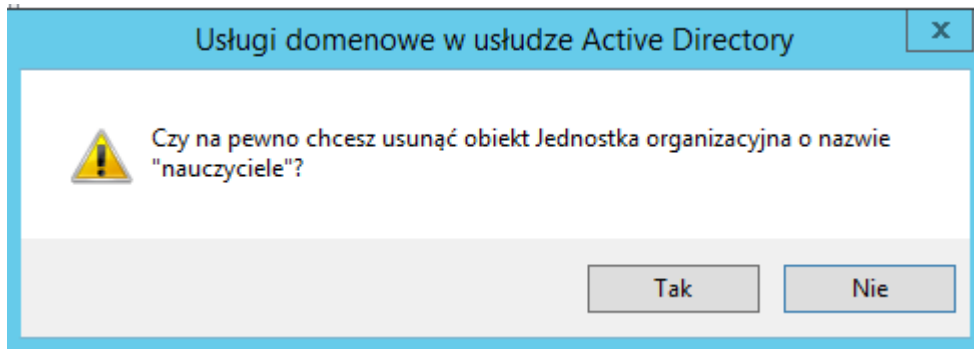 Usługi domenowe w usłudze Active Directory
x
Czy na pewno chcesz usunąć obiekt Jednostka organizacyjna o nazwie
"nauczyciele"?
Tak Nie